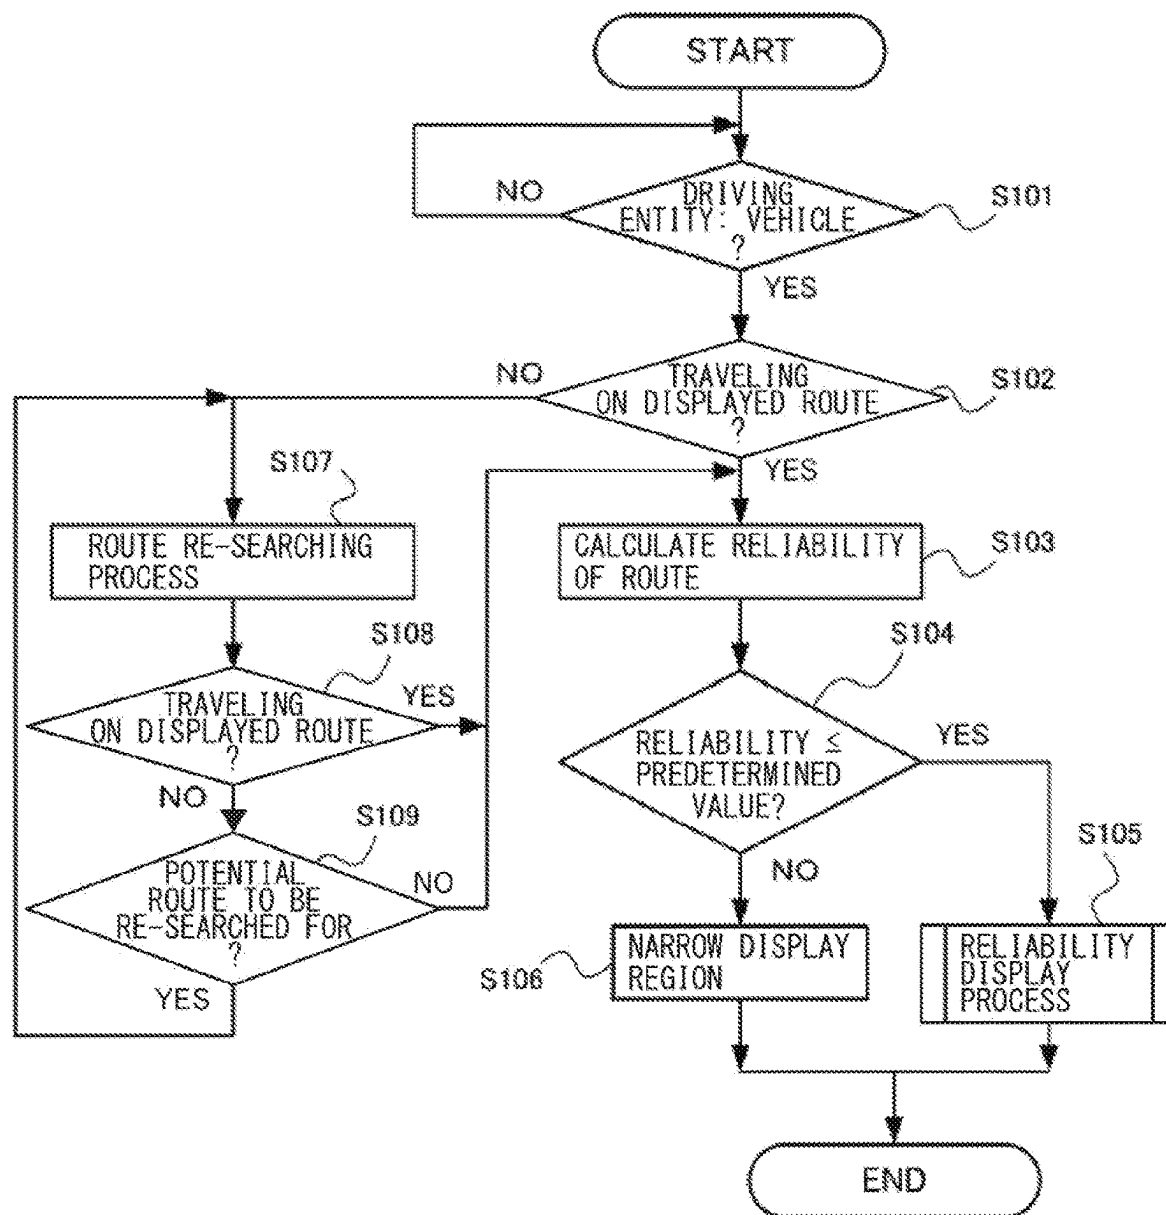 START
NO
DRIVING
ENTITY: VEHICLE
?
S101
YES
NO
TRAVELING
ON DISPLAYED ROUTE
?
S102
YES
S107
ROUTE RE-SEARCHING
PROCESS
CALCULATE RELIABILITY
OF ROUTE
S103
S108
TRAVELING
ON DISPLAYED ROUTE
?
YES
NO
S104
RELIABILITY ≤
PREDETERMINED
VALUE?
YES
NO
S109
POTENTIAL
ROUTE TO BE
RE-SEARCHED FOR
?
NO
YES
S105
S106
NARROW DISPLAY
REGION
RELIABILITY
DISPLAY
PROCESS
END